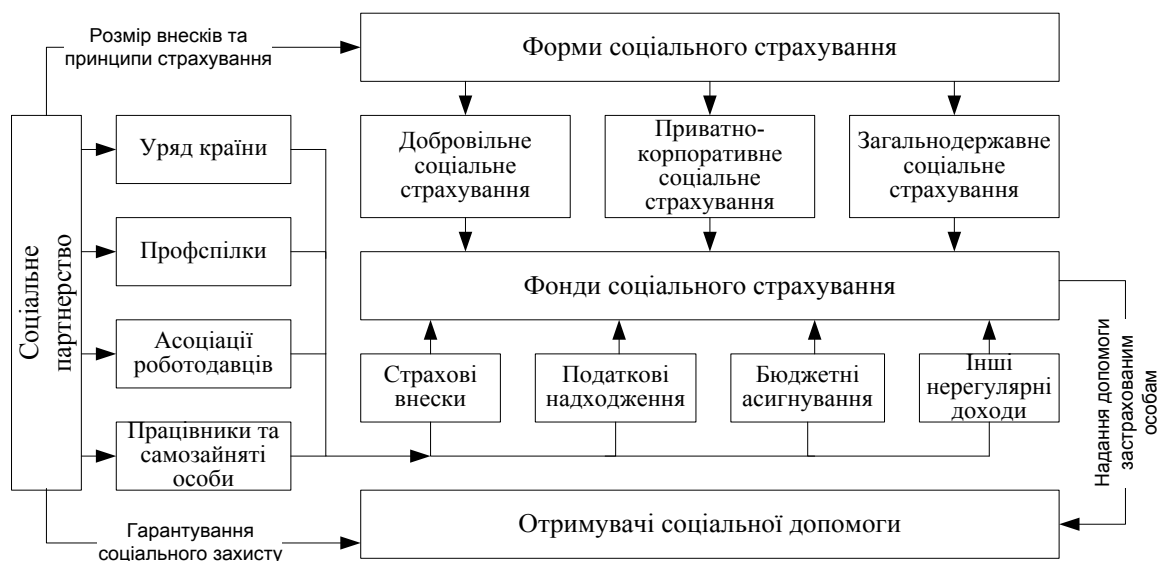 Розмір внесків та
принципи страхування
Форми соціального страхування
Соціальне
партнерство
Уряд країни
Профспілки
Асоціації
роботодавців
Працівники та
самозайняті
особи
Добровільне
соціальне
страхування
Приватно-
корпоративне
соціальне
страхування
Загальнодержавне
соціальне
страхування
Фонди соціального страхування
Страхові
внески
Податкові
надходження
Бюджетні
асигнування
Інші
нерегулярні
доходи
Надання допомоги
застрахованим
особам
Гарантування
соціального захисту
Отримувачі соціальної допомоги